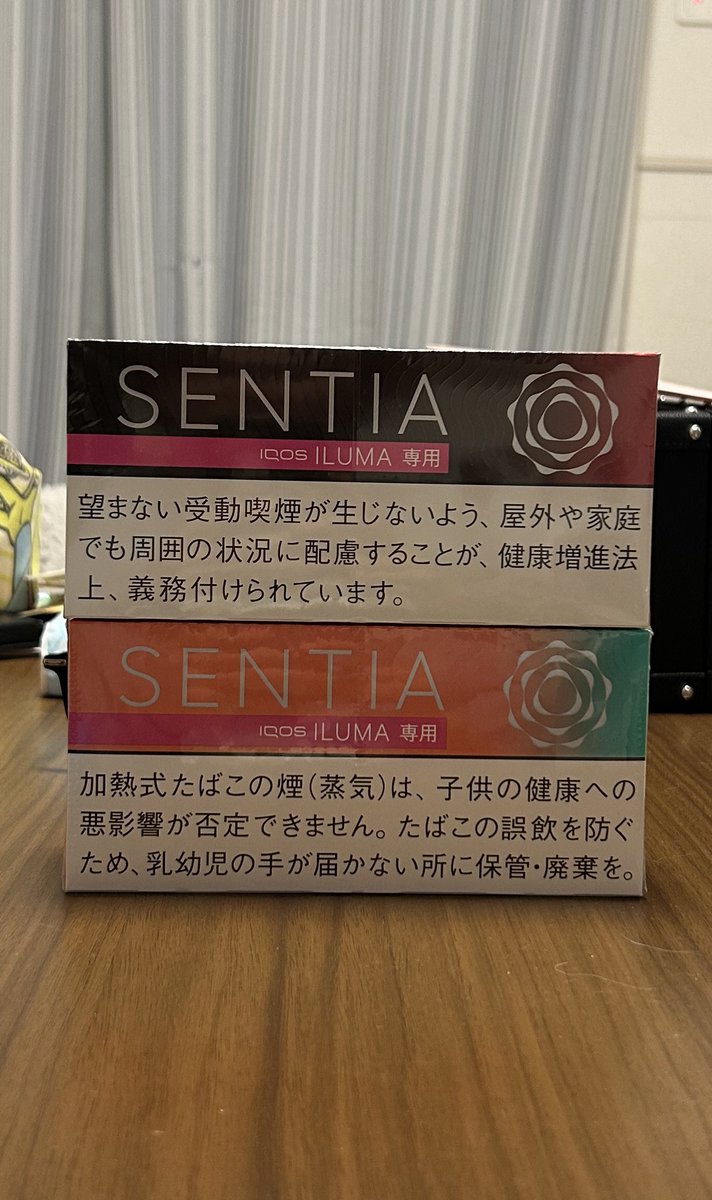 SENTIA
IQOS ILUMA 専用
望まない受動喫煙が生じないよう、屋外や家庭
でも周囲の状況に配慮することが、健康増進法
上、義務付けられています。
SENTIA
IQOS ILUMA 専用
加熱式たばこの煙(蒸気)は、子供の健康への
悪影響が否定できません。たばこの誤飲を防ぐ
ため、乳幼児の手が届かない所に保管・廃棄を。